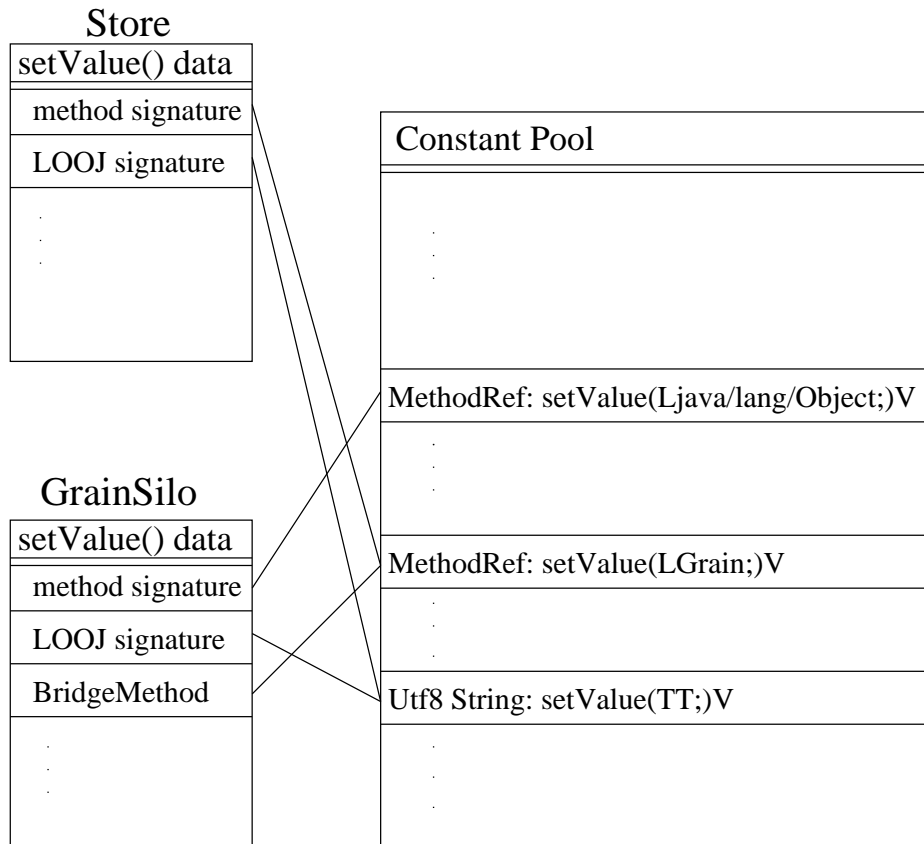 Store
setValue() data
method signature
LOOJ signature
GrainSilo
setValue() data
method signature
LOOJ signature
BridgeMethod
Constant Pool
MethodRef: setValue(Ljava/lang/Object;)V
MethodRef: setValue(LGrain;)V
Utf8 String: setValue(TT;)V